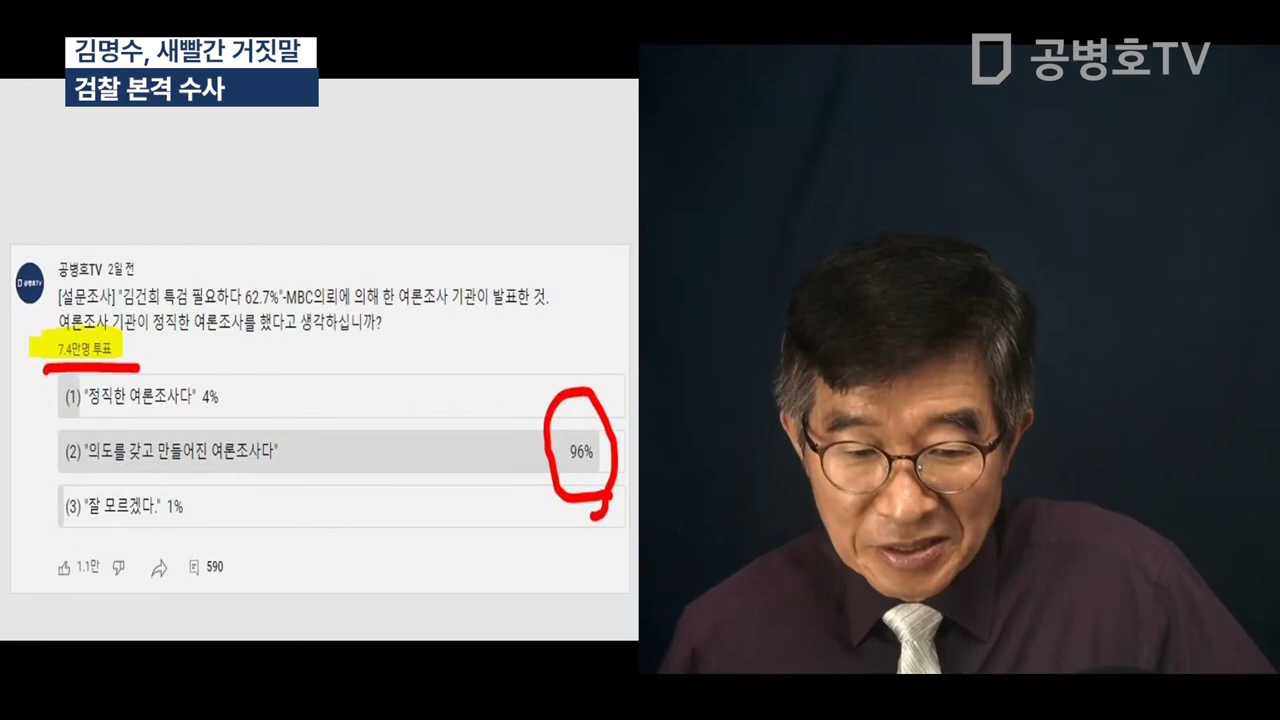 김명수, 새빨간 거짓말
검찰 본격 수사
공병호TV
공병호TV
공병호TV 2일 전
[설문조사] "김건희 특검 필요하다 62.7%"-MBC의뢰에 의해 한 여론조사 기관이 발표한 것.
여론조사 기관이 정직한 여론조사를 했다고 생각하십니까?
7.4만명 투표
(1) "정직한 여론조사다" 4%
(2) "의도를 갖고 만들어진 여론조사다" 96%
(3) "잘 모르겠다." 1%
1.1만 590